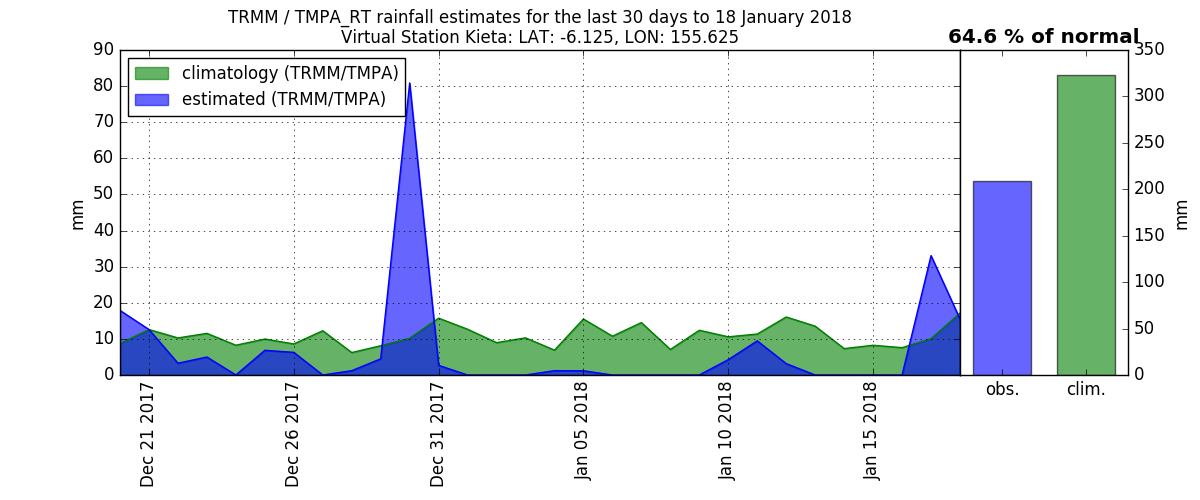 TRMM / TMPA_RT rainfall estimates for the last 30 days to 18 January 2018
Virtual Station Kieta: LAT: -6.125, LON: 155.625
64.6 % of normal
climatology (TRMM/TMPA)
estimated (TRMM/TMPA)
90
80
70
60
50
40
30
20
10
0
mm
Dec 21 2017
Dec 26 2017
Dec 31 2017
Jan 05 2018
Jan 10 2018
Jan 15 2018
obs.
clim.
350
300
250
200
150
100
50
0
mm